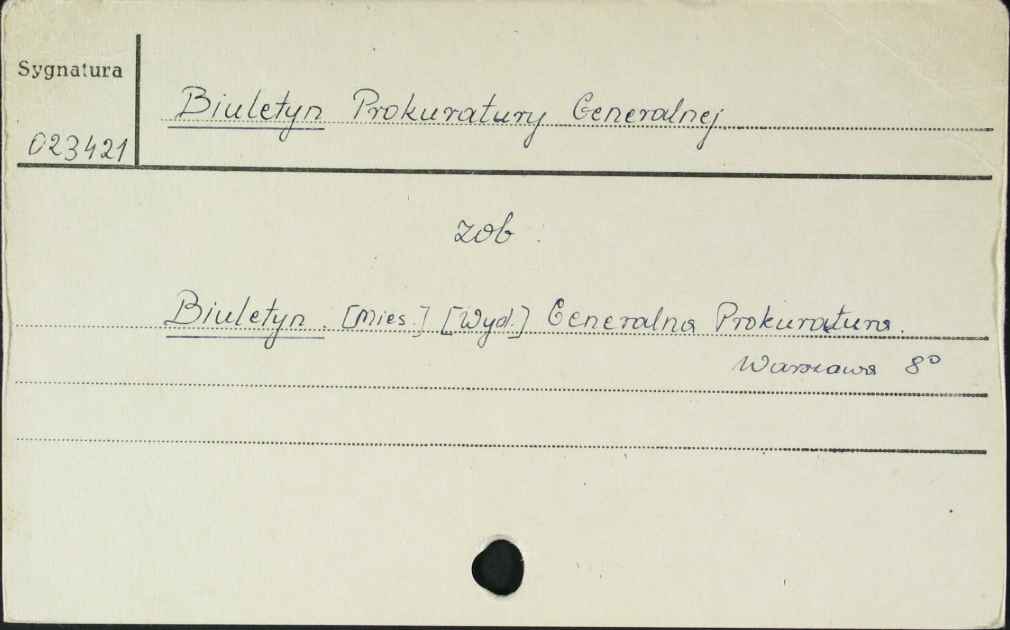 Sygnatura
Biuletyn Prokuratury Generalnej
023421
zob.
Biuletyn. [Mies.] [Wyd.] Generalna Prokuratura.
Warszawa 8°